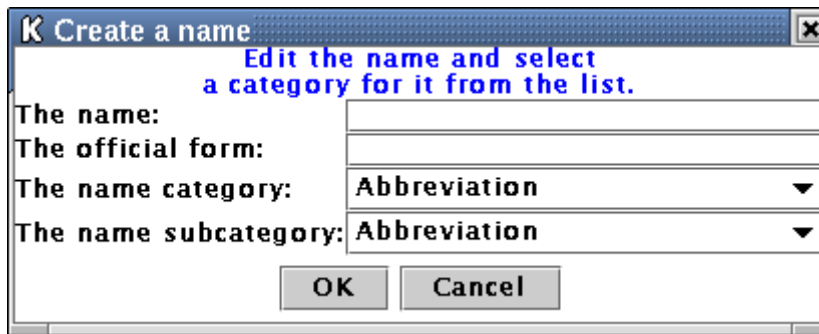 K Create a name
Edit the name and select
a category for it from the list.
The name:
The official form:
The name category: Abbreviation
The name subcategory: Abbreviation
OK Cancel